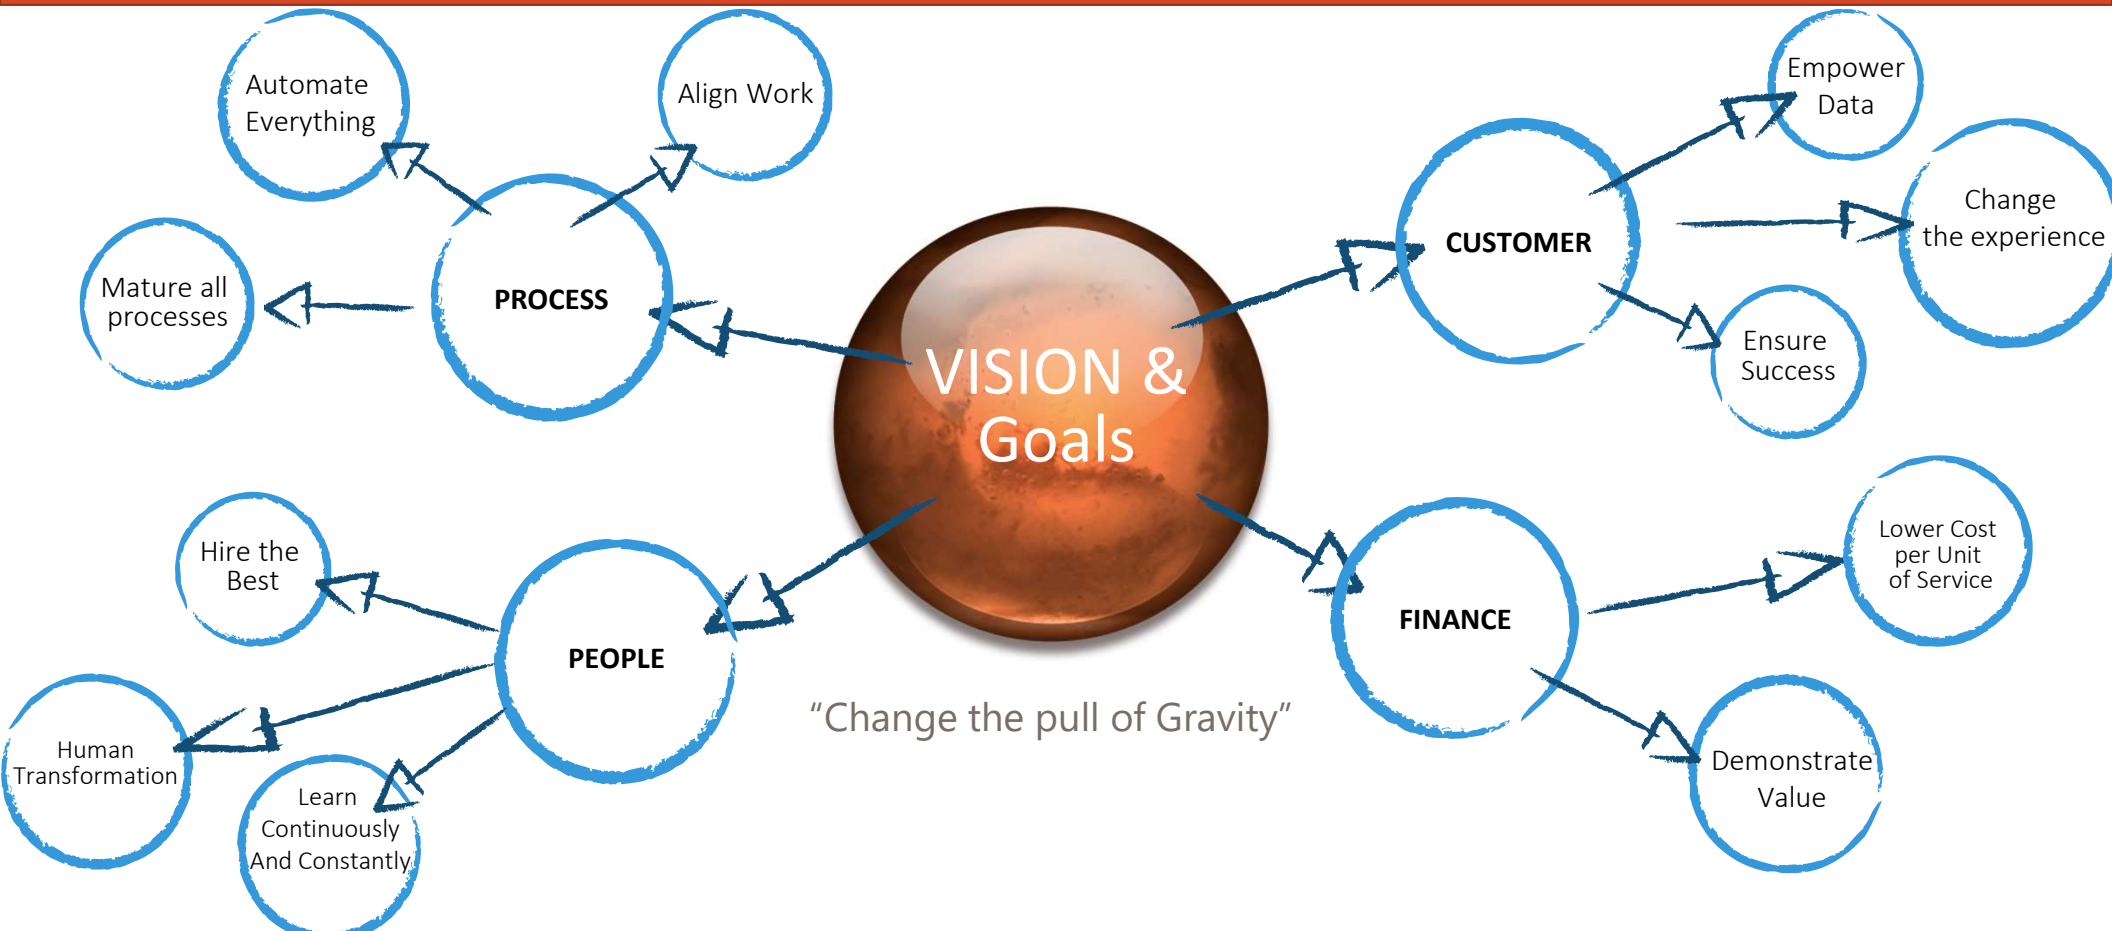 Automate
Everything
Align Work
Mature all
processes
PROCESS
Empower
Data
CUSTOMER
Change
the experience
Ensure
Success
VISION &
Goals
Hire the
Best
PEOPLE
Human
Transformation
Learn
Continuously
And Constantly
“Change the pull of Gravity”
FINANCE
Lower Cost
per Unit
of Service
Demonstrate
Value